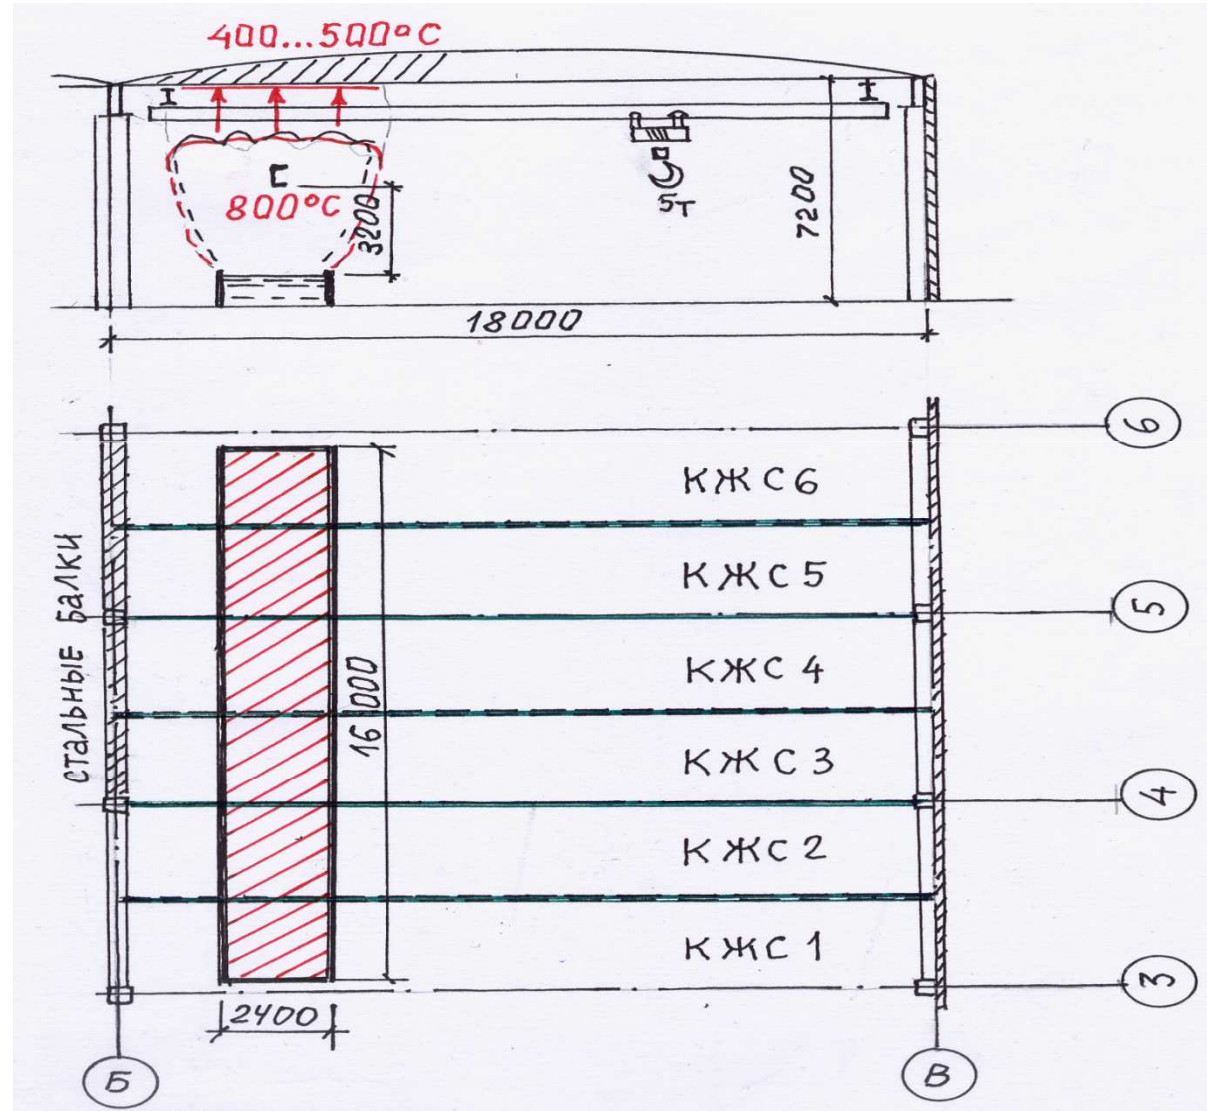 400...500°С
800°С
3200
5т
7200
18000
6
КЖС6
КЖС5
5
СТАЛЬНЫЕ БАЛКИ
КЖС4
16000
КЖС3
4
КЖС2
КЖС1
3
2400
Б
В